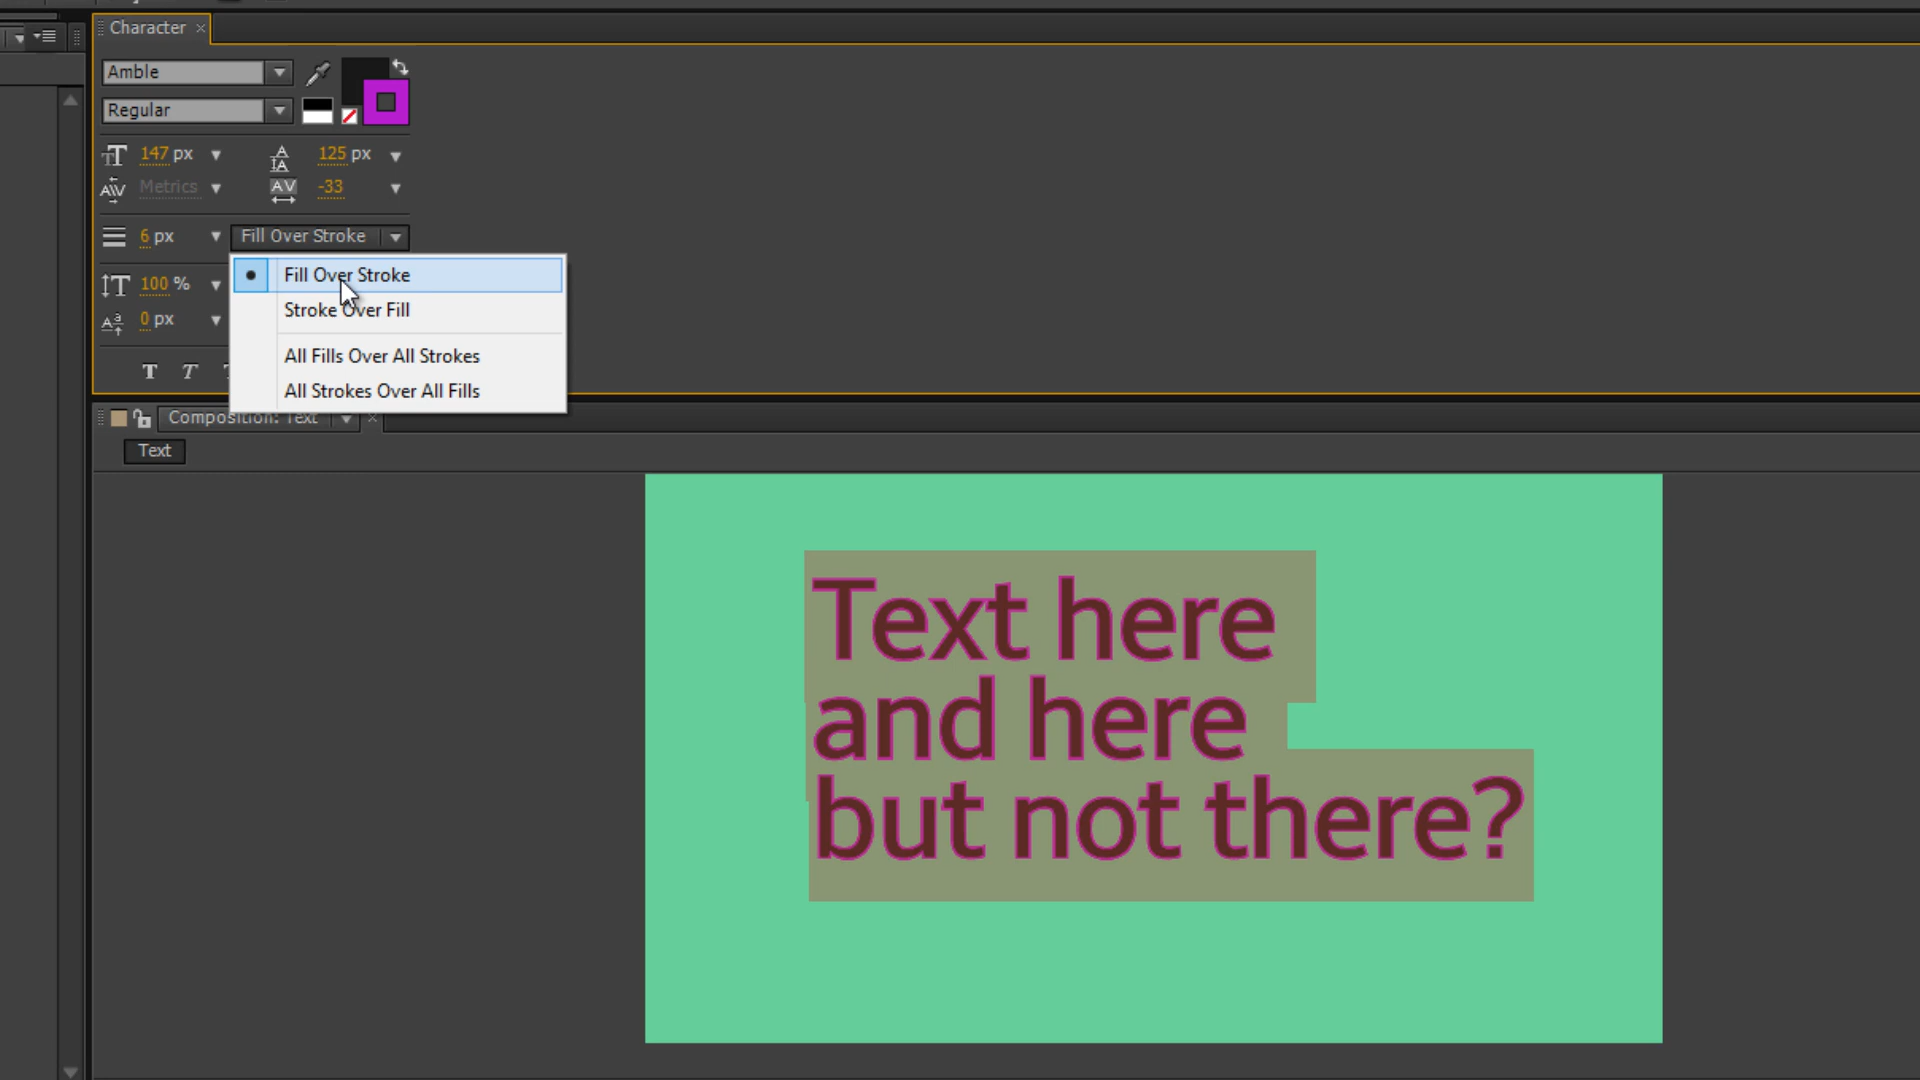 Character
Amble
Regular
147 px
125 px
Metrics
-33
6 px
Fill Over Stroke
Fill Over Stroke
Stroke Over Fill
All Fills Over All Strokes
All Strokes Over All Fills
100 %
0 px
Composition: Text
Text
Text here
and here
but not there?